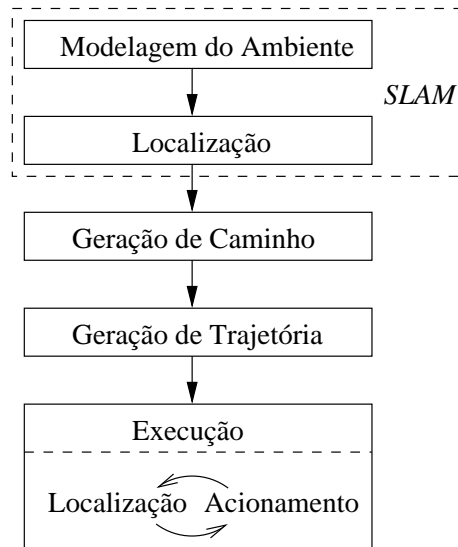 Modelagem do Ambiente
SLAM
Localização
Geração de Caminho
Geração de Trajetória
Execução
Localização Acionamento